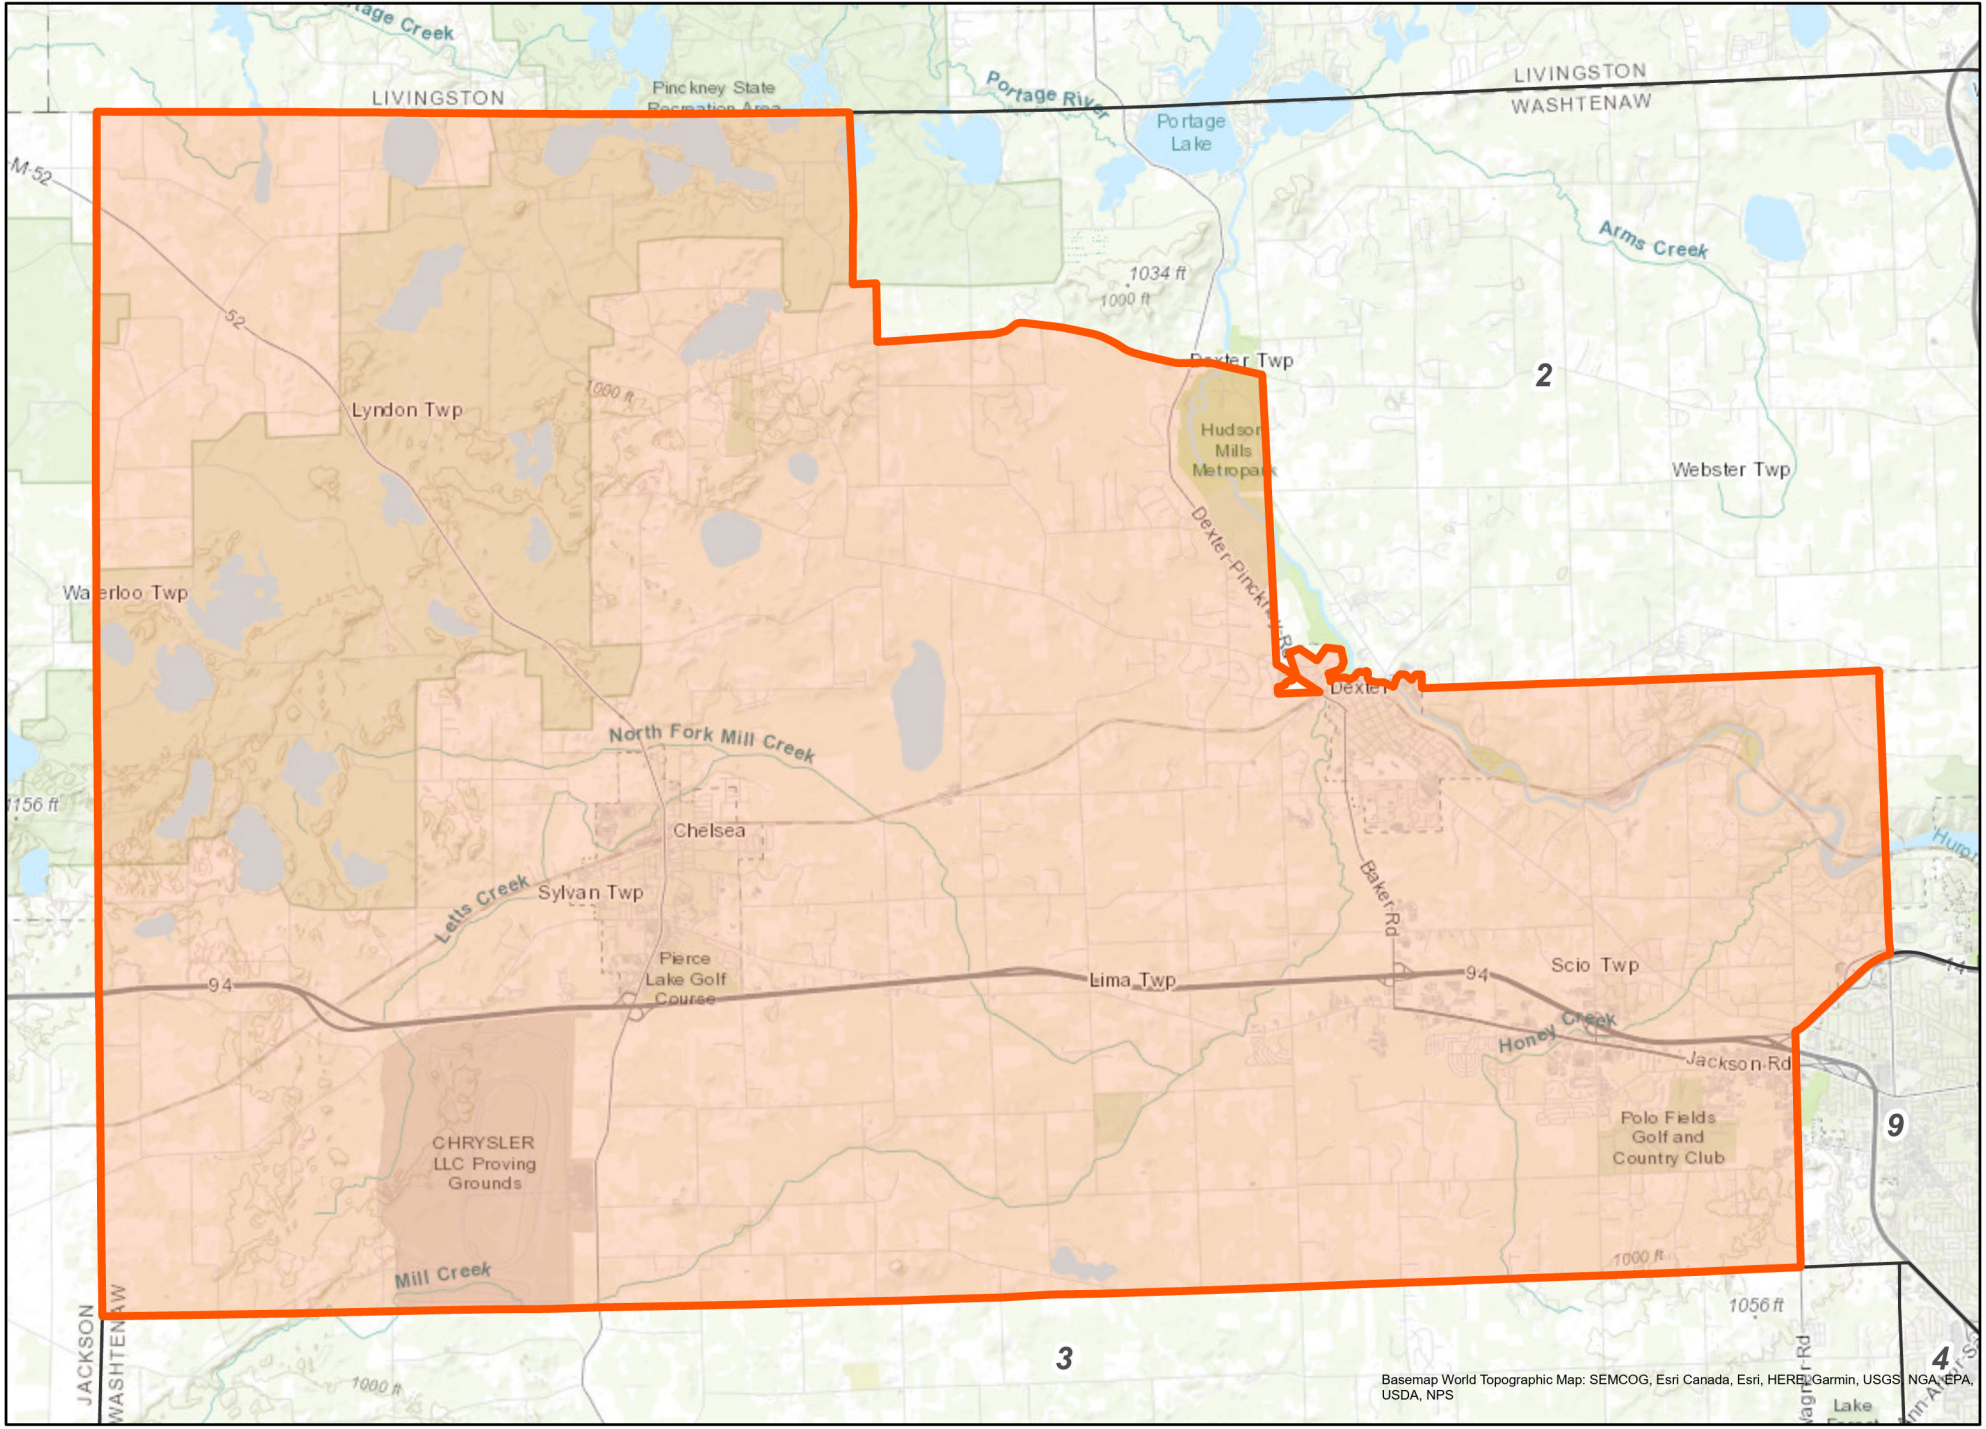 tage Creek
LIVINGSTON
Pinckney State
Recreation Area
Portage River
LIVINGSTON
WASHTENAW
Portage
Lake
M-52
Arms Creek
1034 ft
1000 ft
52
Dexter Twp
2
1000 ft
Lyndon Twp
Hudson
Mills
Metropark
Webster Twp
Dexter-Pinckney-Rd
Waterloo Twp
Dexter
North Fork Mill Creek
1156 ft
Chelsea
Huron
Baker-Rd
Letts Creek
Sylvan Twp
Pierce
Lake Golf
Course
94
Lima Twp
94
Scio Twp
14
Honey Creek
Jackson-Rd
Polo Fields
Golf and
Country Club
9
CHRYSLER
LLC Proving
Grounds
1000 ft
Mill Creek
JACKSON
WASHTENAW
1056 ft
3
4
1000 ft
Wagner-Rd
Basemap World Topographic Map: SEMCOG, Esri Canada, Esri, HERE, Garmin, USGS, NGA, EPA,
USDA, NPS
Lake
Forest